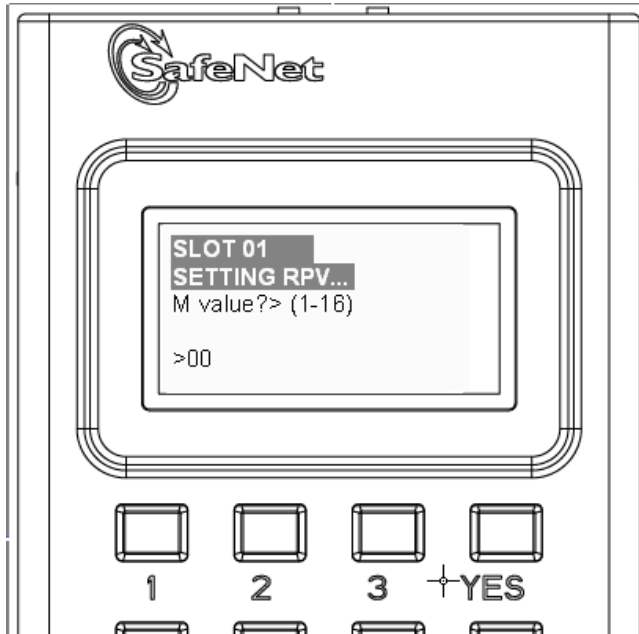 SafeNet
SLOT 01
SETTING RPV...
M value?> (1-16)
>00
1 2 3 YES